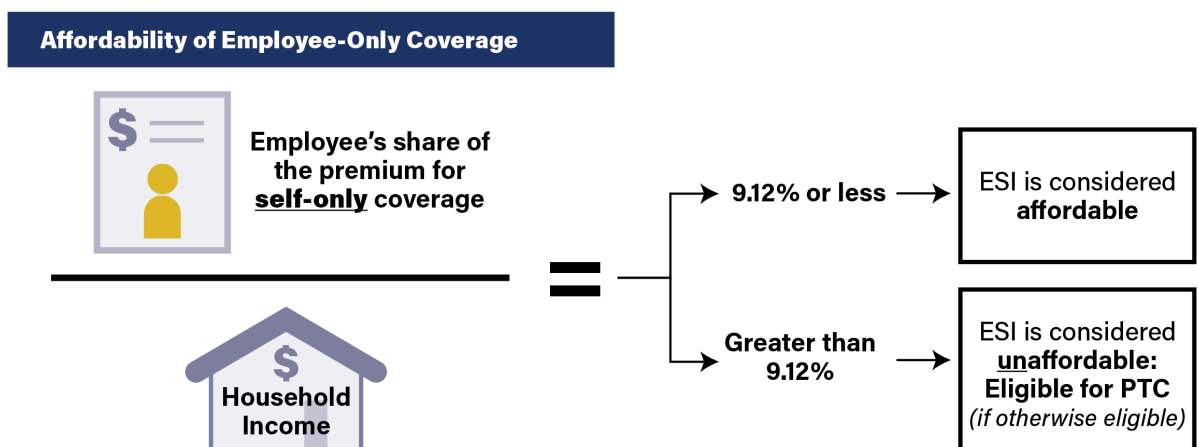 Affordability of Employee-Only Coverage
$
Employee's share of
the premium for
self-only coverage
=
9.12% or less
ESI is considered
affordable
Greater than
9.12%
ESI is considered
unaffordable:
Eligible for PTC
(if otherwise eligible)
$
Household
Income